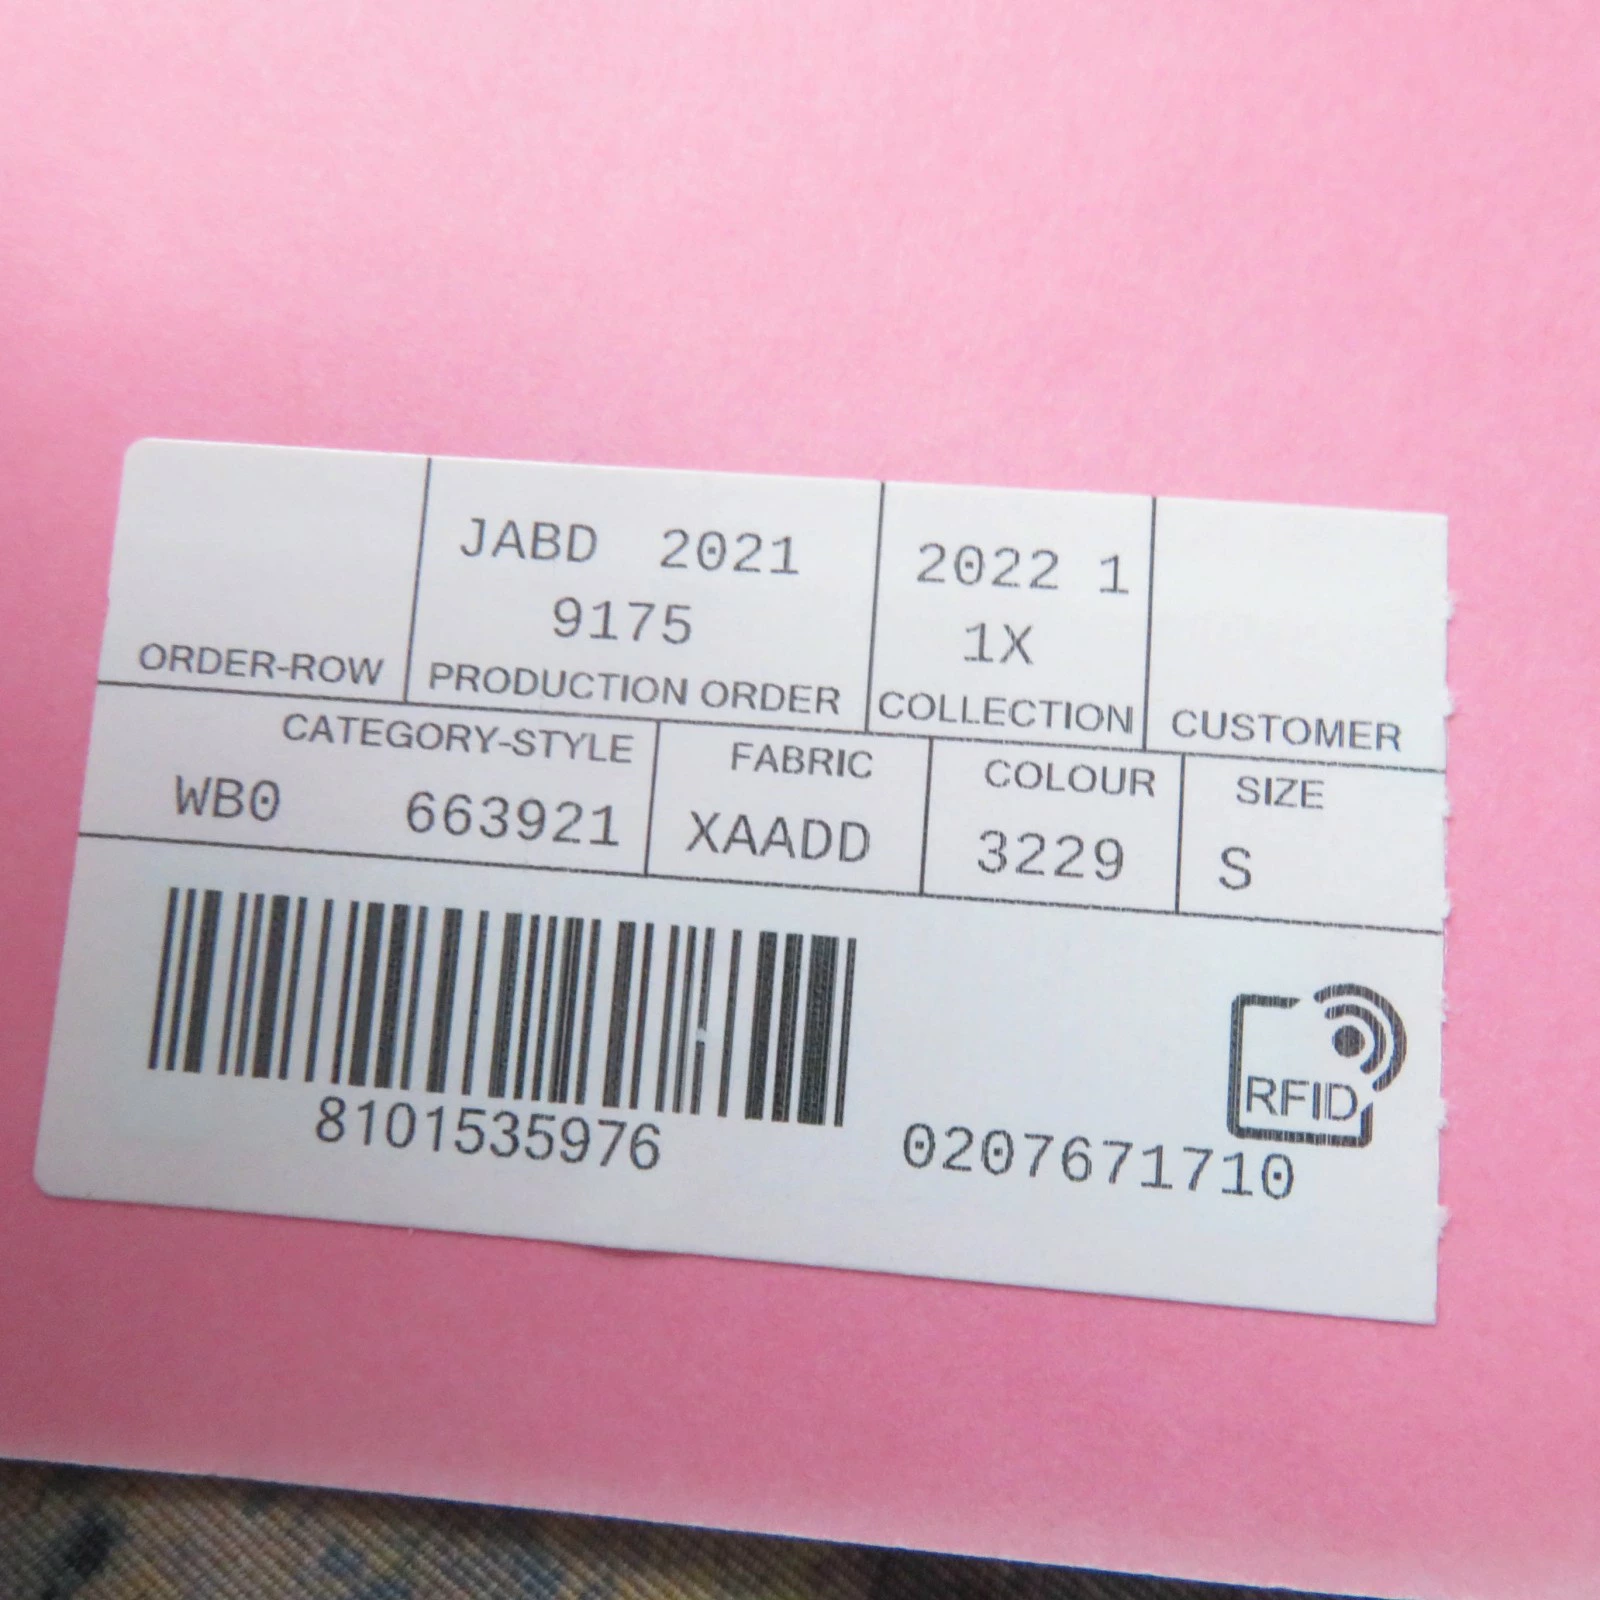 JABD 2021
9175
2022 1
1X
ORDER-ROW
PRODUCTION ORDER
COLLECTION
CUSTOMER
CATEGORY-STYLE
FABRIC
COLOUR
SIZE
WB0 663921
XAADD
3229
S
8101535976
RFID
0207671710